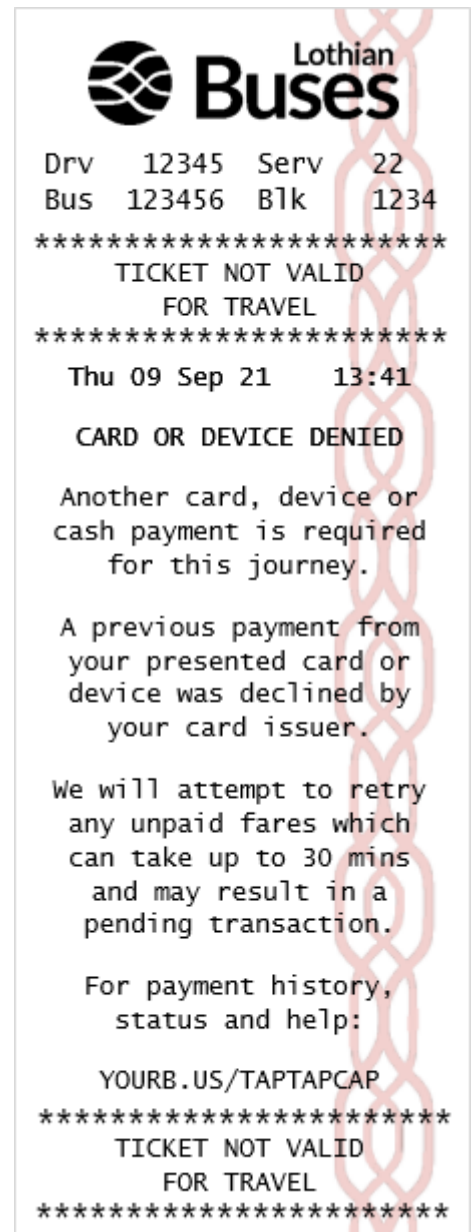 Lothian
Buses
Drv 12345 Serv 22
Bus 123456 Blk 1234
***********************
TICKET NOT VALID
FOR TRAVEL
***********************
Thu 09 Sep 21 13:41
CARD OR DEVICE DENIED
Another card, device or
cash payment is required
for this journey.
A previous payment from
your presented card or
device was declined by
your card issuer.
We will attempt to retry
any unpaid fares which
can take up to 30 mins
and may result in a
pending transaction.
For payment history,
status and help:
YOURB.US/TAPTAPCAP
***********************
TICKET NOT VALID
FOR TRAVEL
***********************